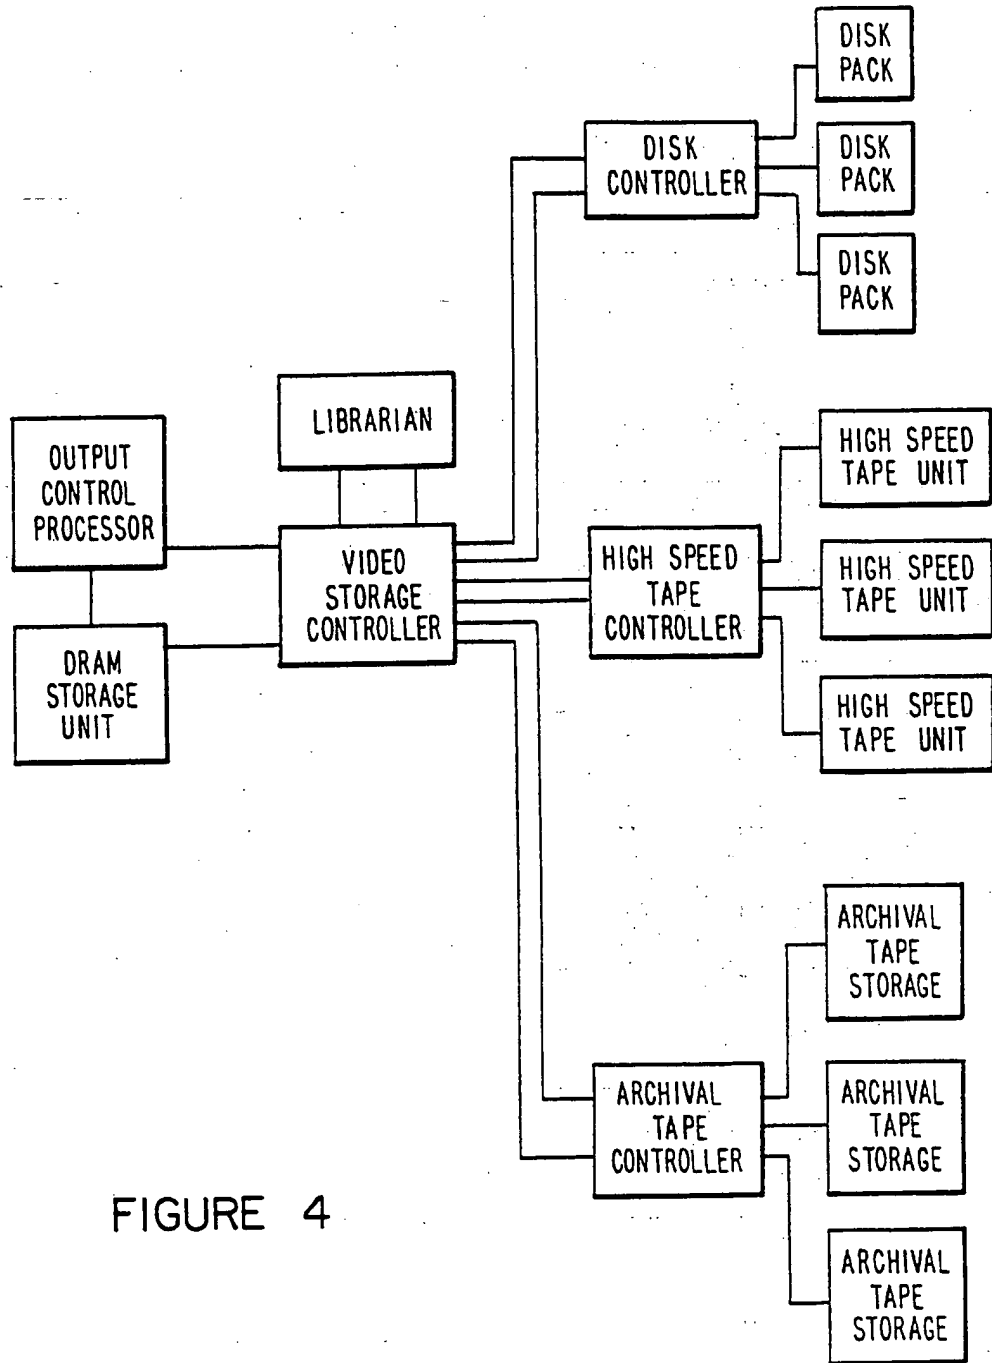 DISK
PACK
DISK
CONTROLLER
DISK
PACK
DISK
PACK
LIBRARIAN
OUTPUT
CONTROL
PROCESSOR
VIDEO
STORAGE
CONTROLLER
DRAM
STORAGE
UNIT
HIGH SPEED
TAPE
CONTROLLER
HIGH SPEED
TAPE UNIT
HIGH SPEED
TAPE UNIT
HIGH SPEED
TAPE UNIT
ARCHIVAL
TAPE
STORAGE
ARCHIVAL
TAPE
CONTROLLER
ARCHIVAL
TAPE
STORAGE
ARCHIVAL
TAPE
STORAGE
FIGURE 4